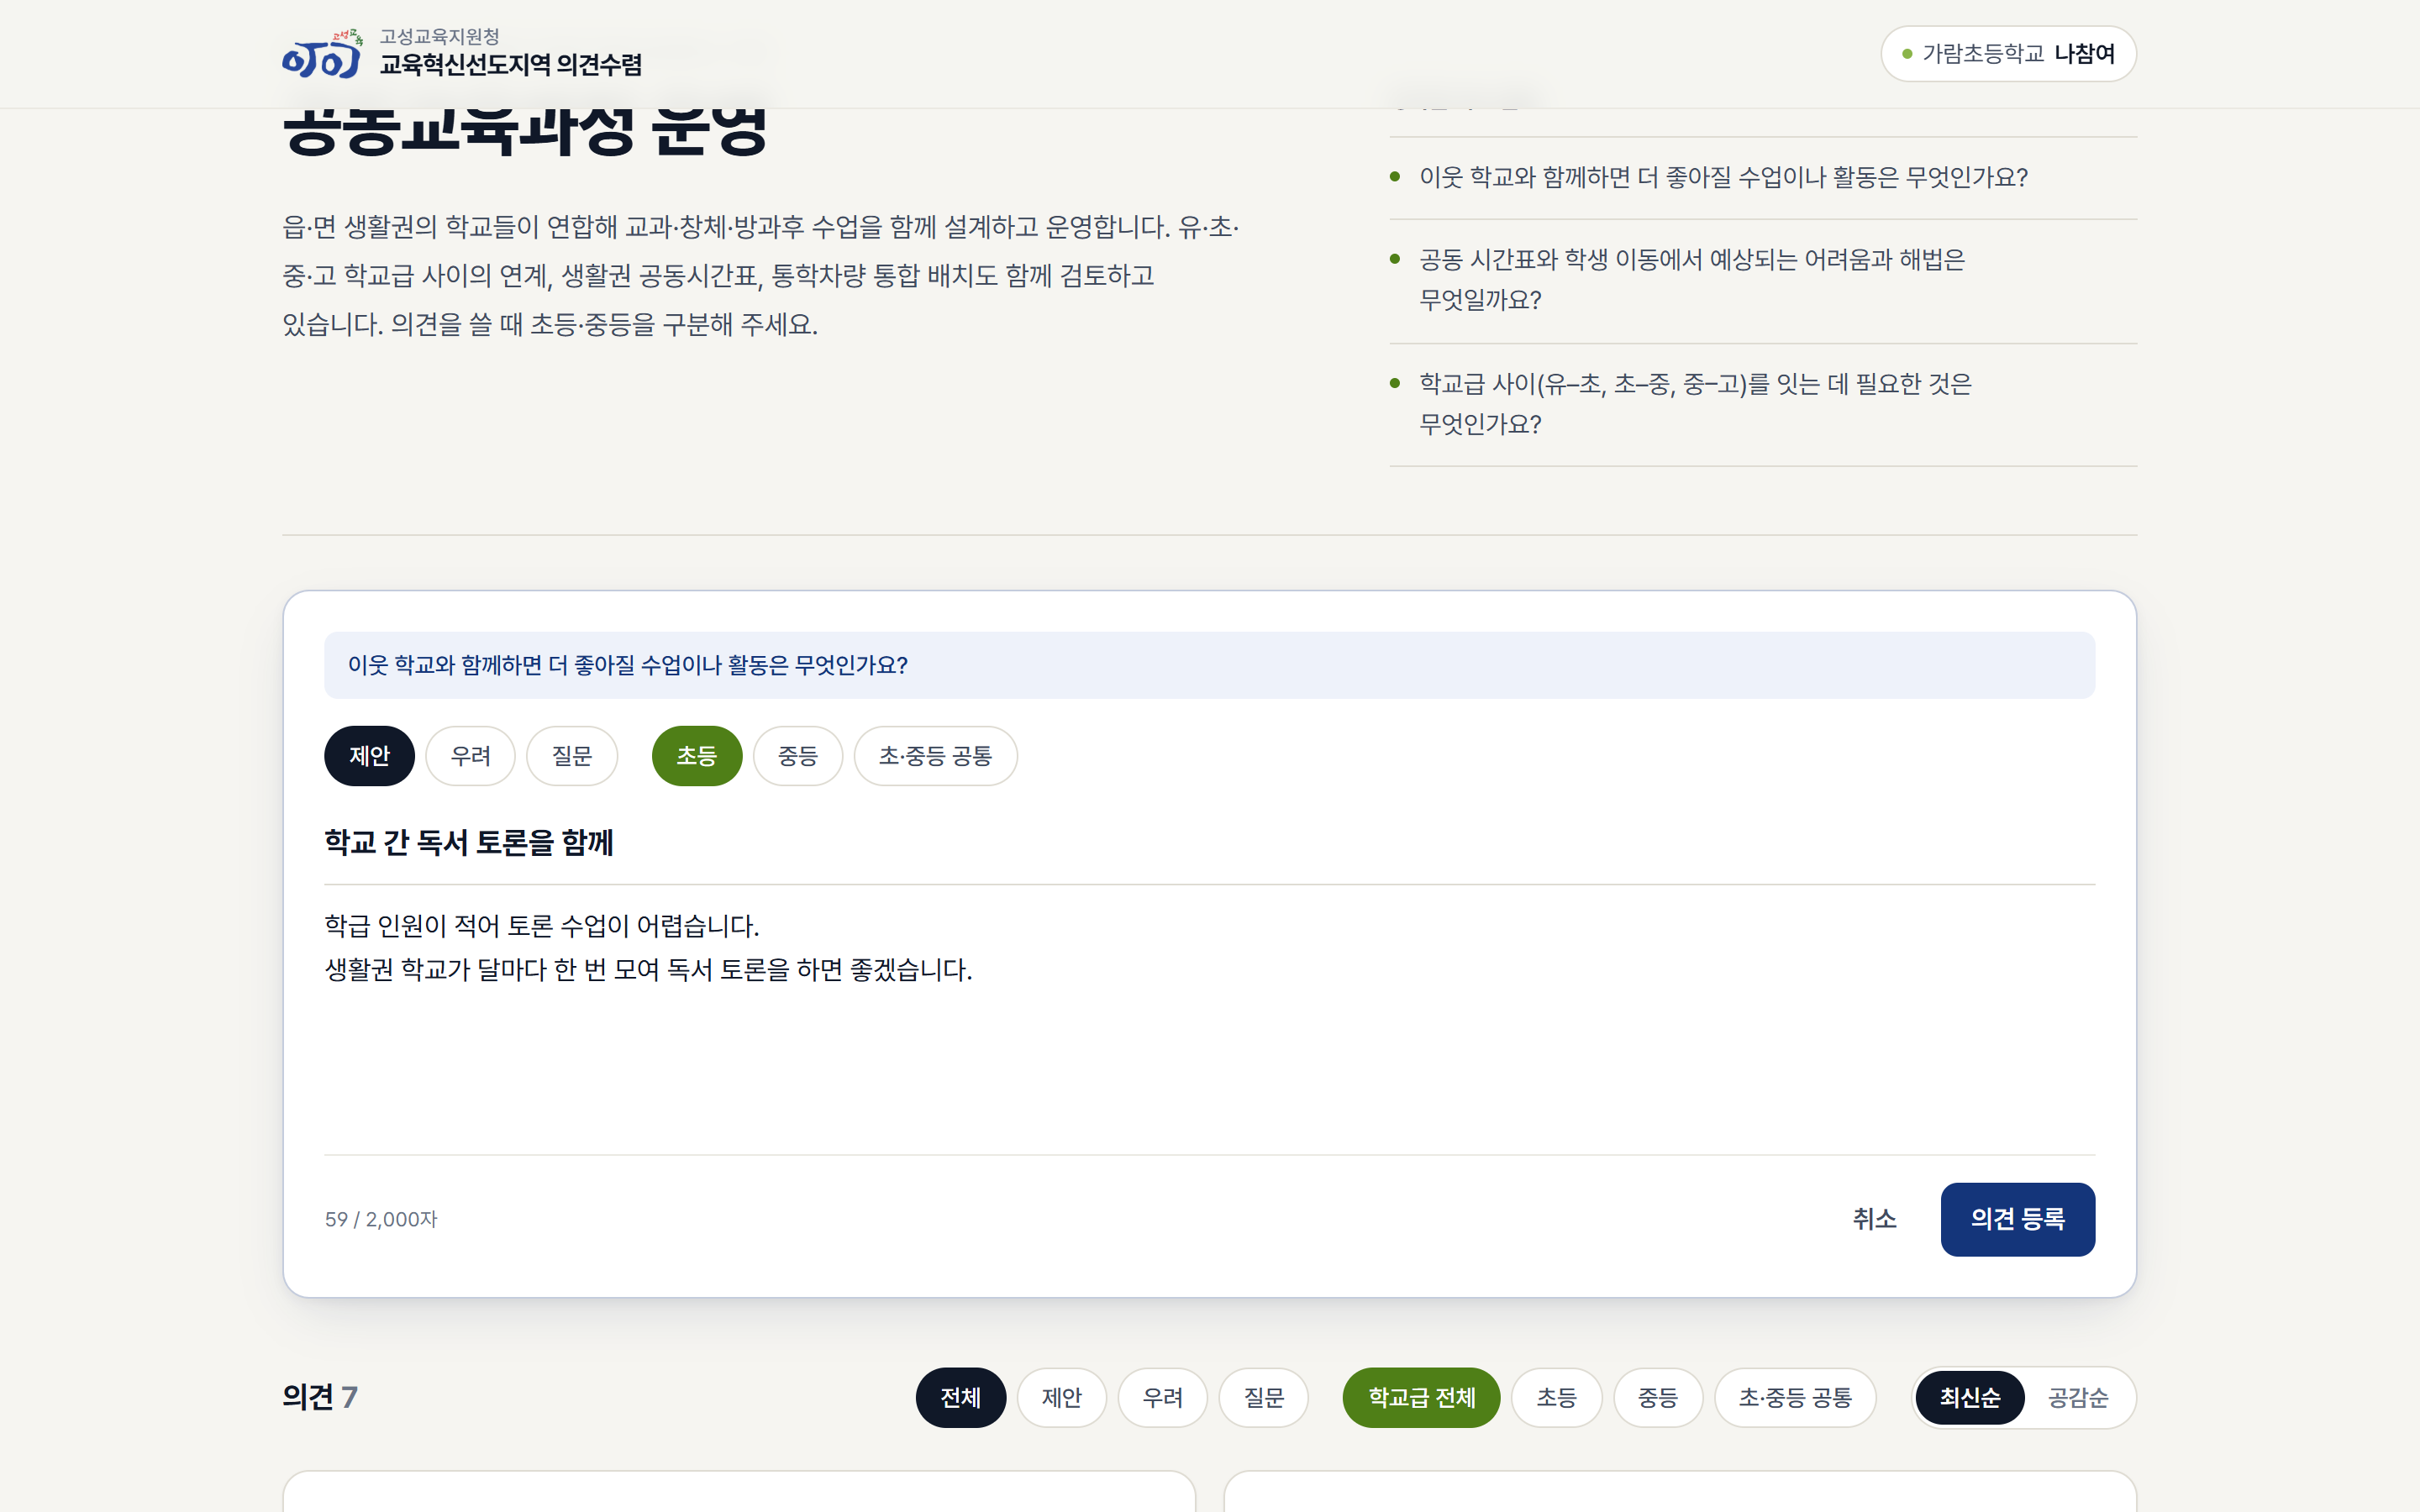 고성교육
아이
고성교육지원청
교육혁신선도지역 의견수렴
가람초등학교 나참여
공동교육과정 운영
읍·면 생활권의 학교들이 연합해 교과·창체·방과후 수업을 함께 설계하고 운영합니다. 유·초·
중·고 학교급 사이의 연계, 생활권 공동시간표, 통학차량 통합 배치도 함께 검토하고
있습니다. 의견을 쓸 때 초등·중등을 구분해 주세요.
이웃 학교와 함께하면 더 좋아질 수업이나 활동은 무엇인가요?
공동 시간표와 학생 이동에서 예상되는 어려움과 해법은
무엇일까요?
학교급 사이(유–초, 초–중, 중–고)를 잇는 데 필요한 것은
무엇인가요?
이웃 학교와 함께하면 더 좋아질 수업이나 활동은 무엇인가요?
제안 우려 질문 초등 중등 초·중등 공통
학교 간 독서 토론을 함께
학급 인원이 적어 토론 수업이 어렵습니다.
생활권 학교가 달마다 한 번 모여 독서 토론을 하면 좋겠습니다.
59 / 2,000자
취소 의견 등록
의견 7
전체 제안 우려 질문 학교급 전체 초등 중등 초·중등 공통 최신순 공감순